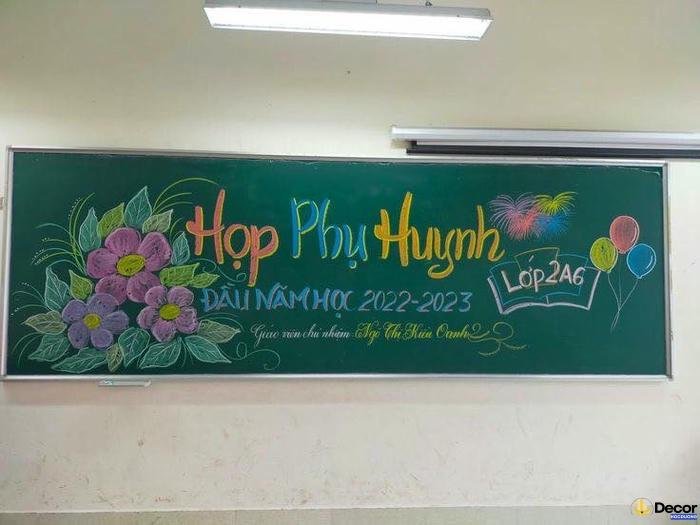 Họp Phụ Huynh
ĐẦU NĂM HỌC 2022-2023
Giáo viên chủ nhiệm - Ngô Thị Kiều Oanh
LỚP 2A6
Decor